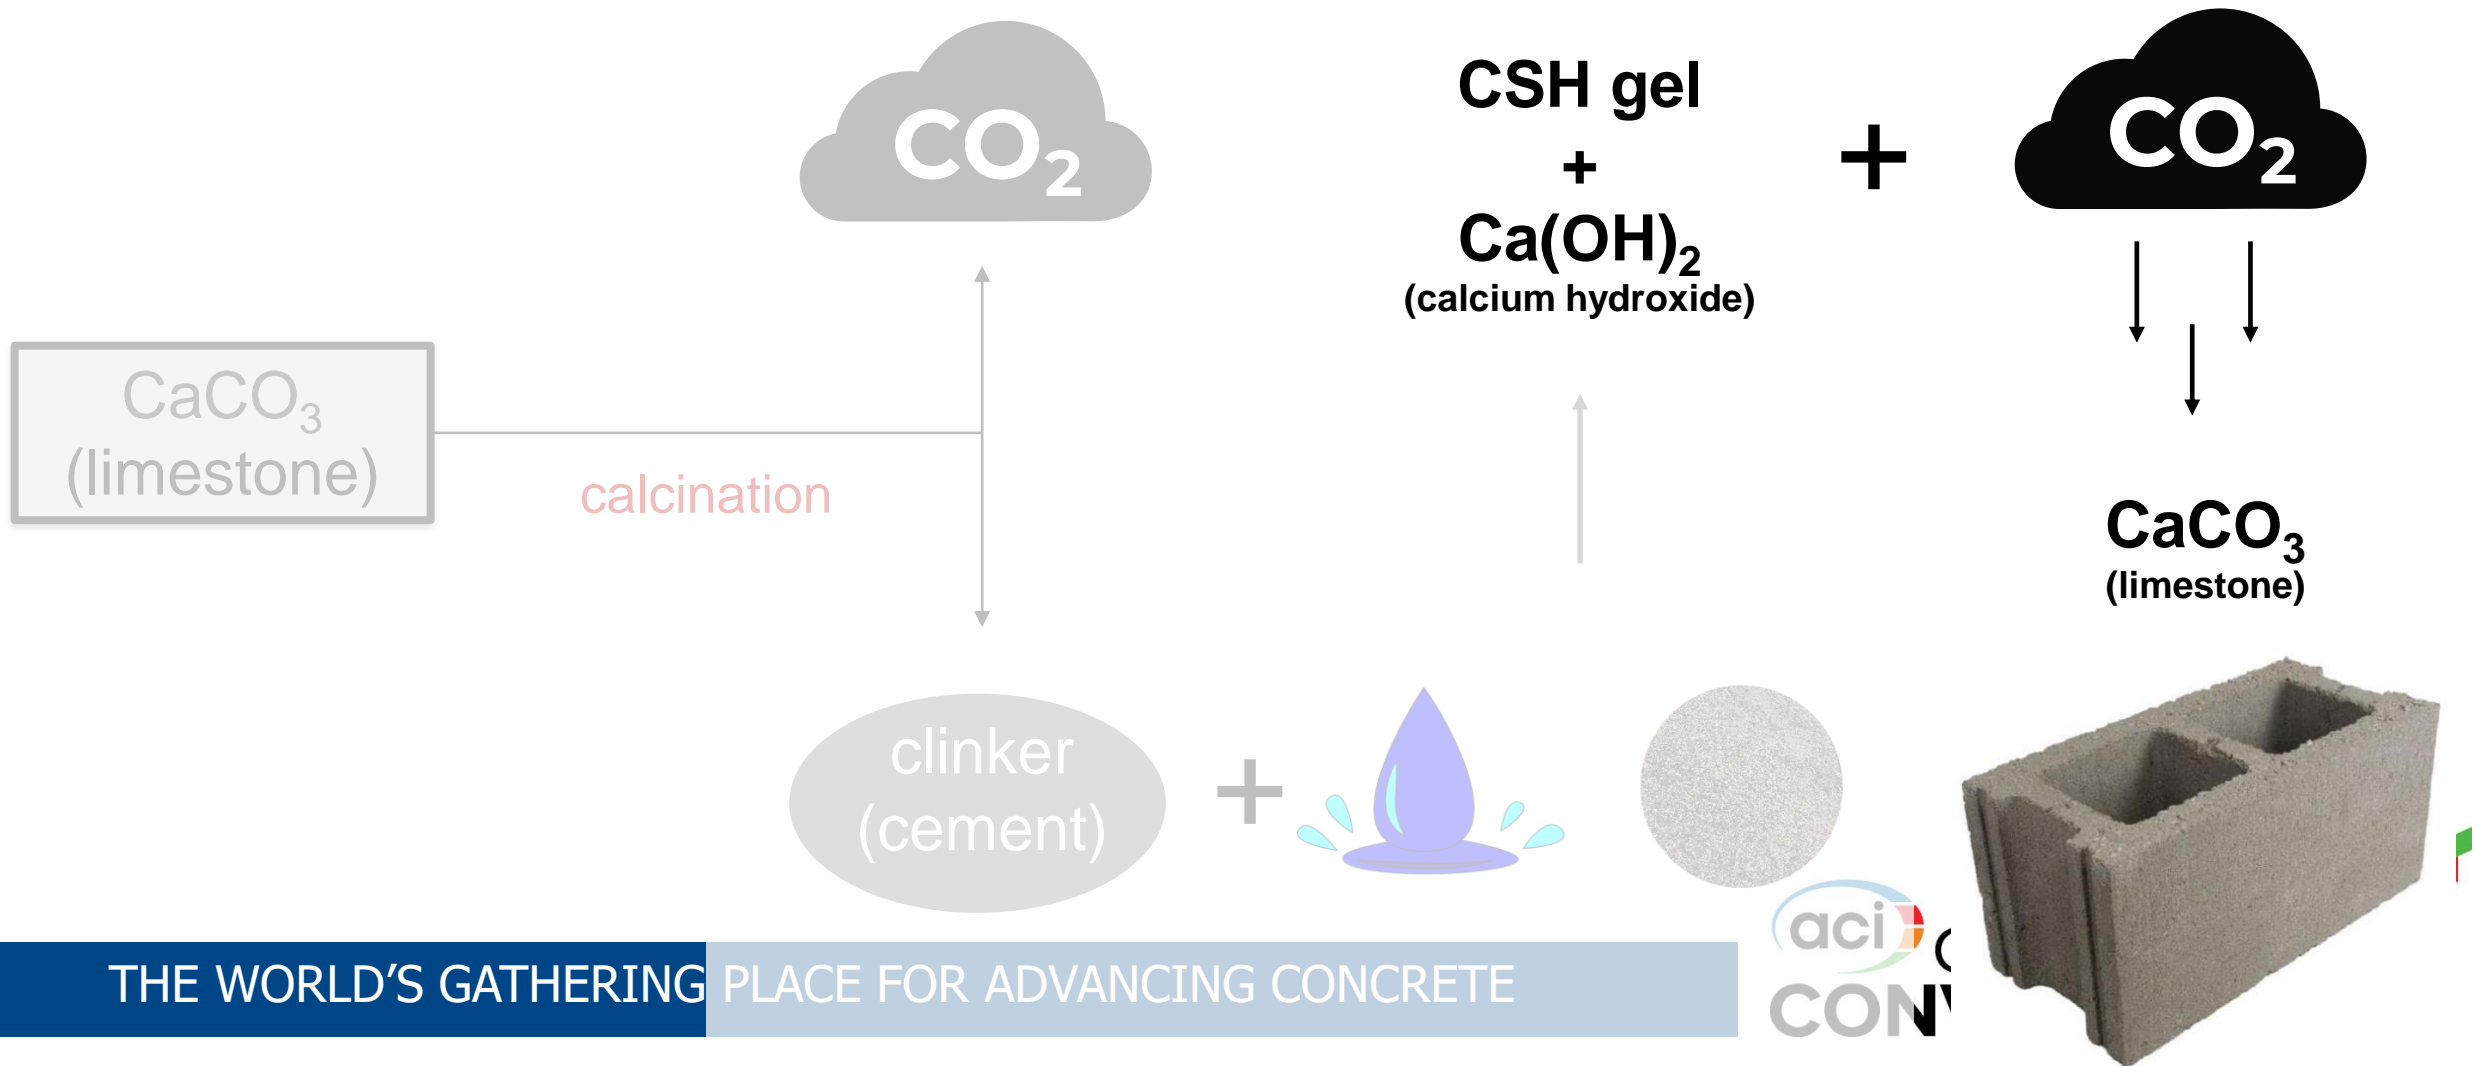 CO₂
CSH gel
+
Ca(OH)₂
(calcium hydroxide)
+
CO₂
CaCO₃
(limestone)
calcination
CaCO₃
(limestone)
clinker
(cement)
+
THE WORLD’S GATHERING PLACE FOR ADVANCING CONCRETE
aci